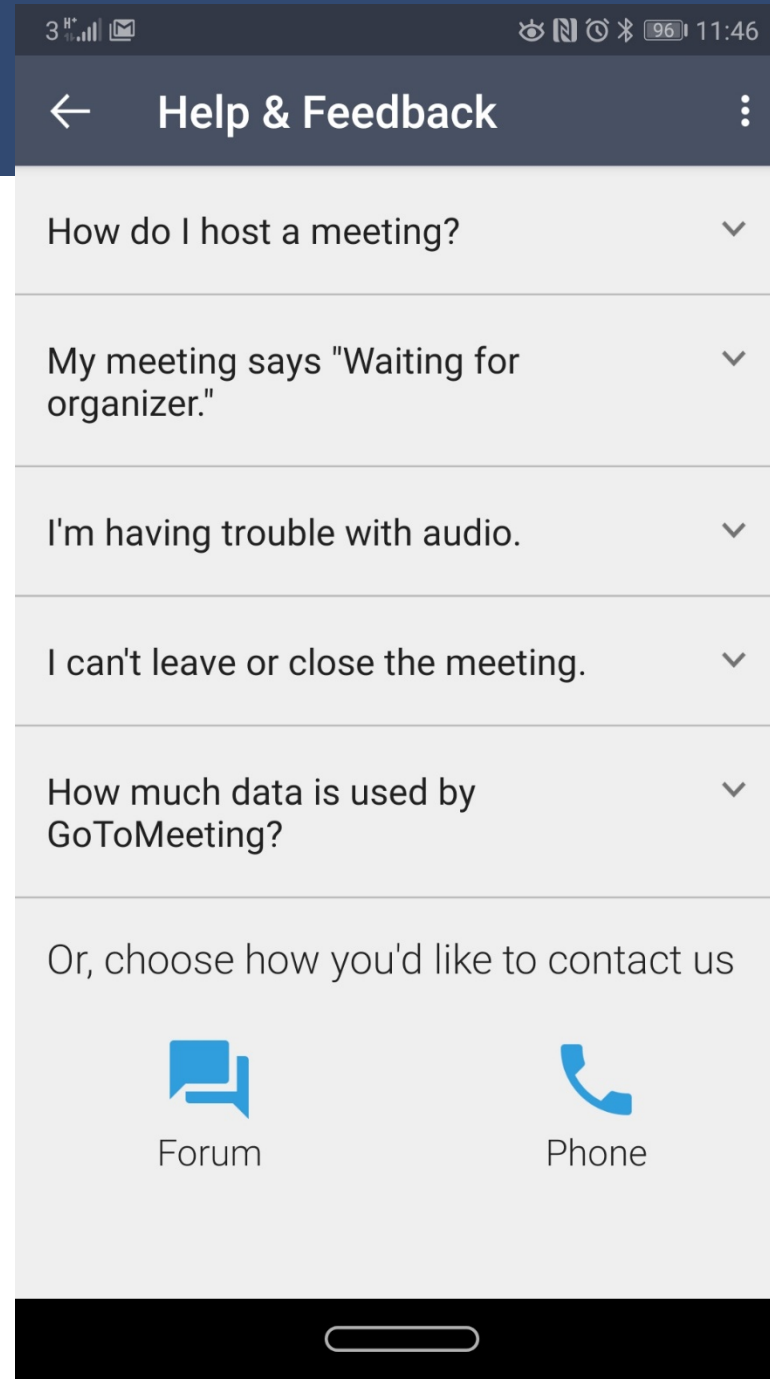 3 H+ 96 11:46
Help & Feedback
How do I host a meeting?
My meeting says "Waiting for
organizer."
I'm having trouble with audio.
I can't leave or close the meeting.
How much data is used by
GoToMeeting?
Or, choose how you'd like to contact us
Forum Phone